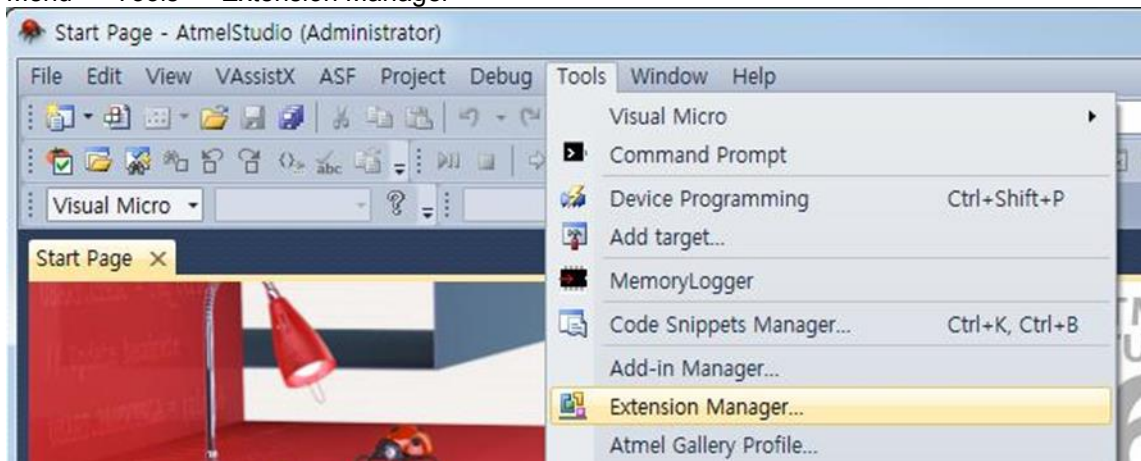 Menu Tools Extension Manager
Start Page - AtmelStudio (Administrator)
File Edit View VAssistX ASF Project Debug Tools Window Help
Visual Micro
Command Prompt
Visual Micro
Device Programming Ctrl+Shift+P
Add target...
Start Page
MemoryLogger
Code Snippets Manager... Ctrl+K, Ctrl+B
Add-in Manager...
Extension Manager...
Atmel Gallery Profile...